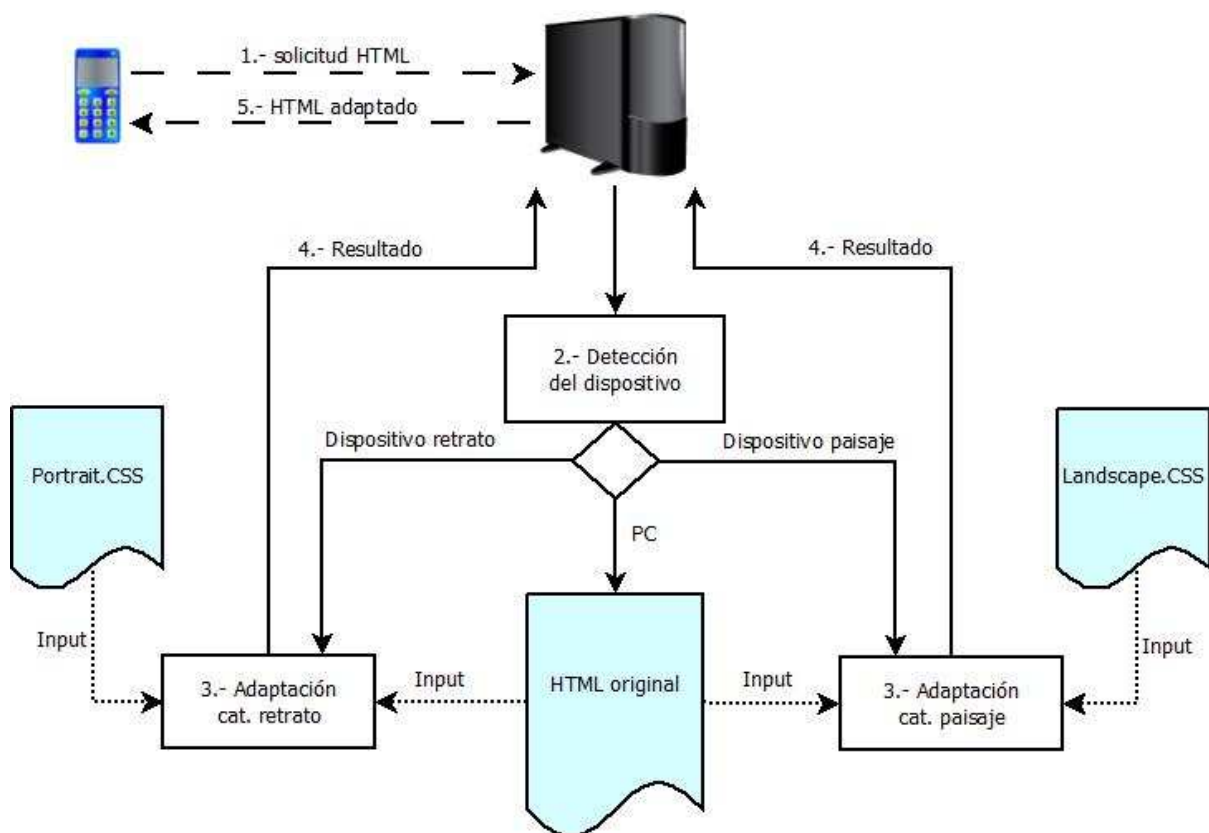 1.- solicitud HTML
5.- HTML adaptado
4.- Resultado
4.- Resultado
2.- Detección
del dispositivo
Dispositivo retrato
Dispositivo paisaje
Portrait.CSS
Landscape.CSS
PC
Input
Input
3.- Adaptación
cat. retrato
Input
HTML original
Input
3.- Adaptación
cat. paisaje